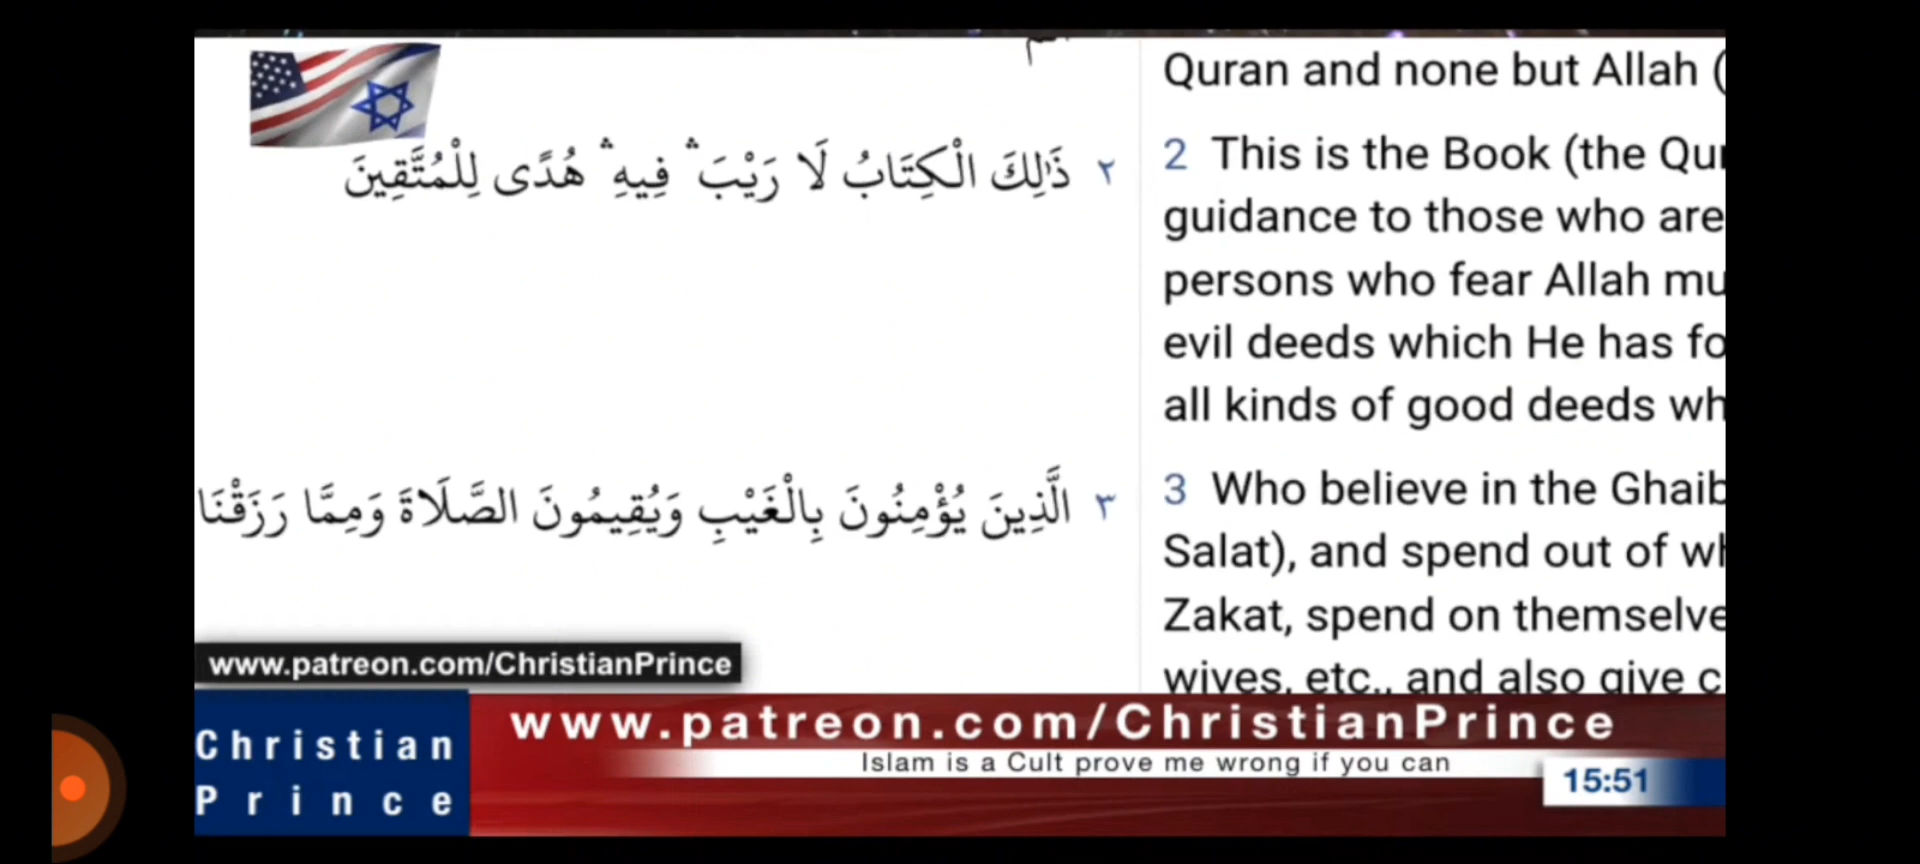 Quran and none but Allah (
٢ ذَٰلِكَ الْكِتَابُ لَا رَيْبَ ۛ فِيهِ ۛ هُدًى لِلْمُتَّقِينَ
2 This is the Book (the Qu
guidance to those who are
persons who fear Allah mu
evil deeds which He has fo
all kinds of good deeds wh
٣ الَّذِينَ يُؤْمِنُونَ بِالْغَيْبِ وَيُقِيمُونَ الصَّلَاةَ وَمِمَّا رَزَقْنَا
3 Who believe in the Ghaib
Salat), and spend out of wh
Zakat, spend on themselve
wives, etc., and also give c
www.patreon.com/ChristianPrince
Christian
Prince
www.patreon.com/ChristianPrince
Islam is a Cult prove me wrong if you can
15:51